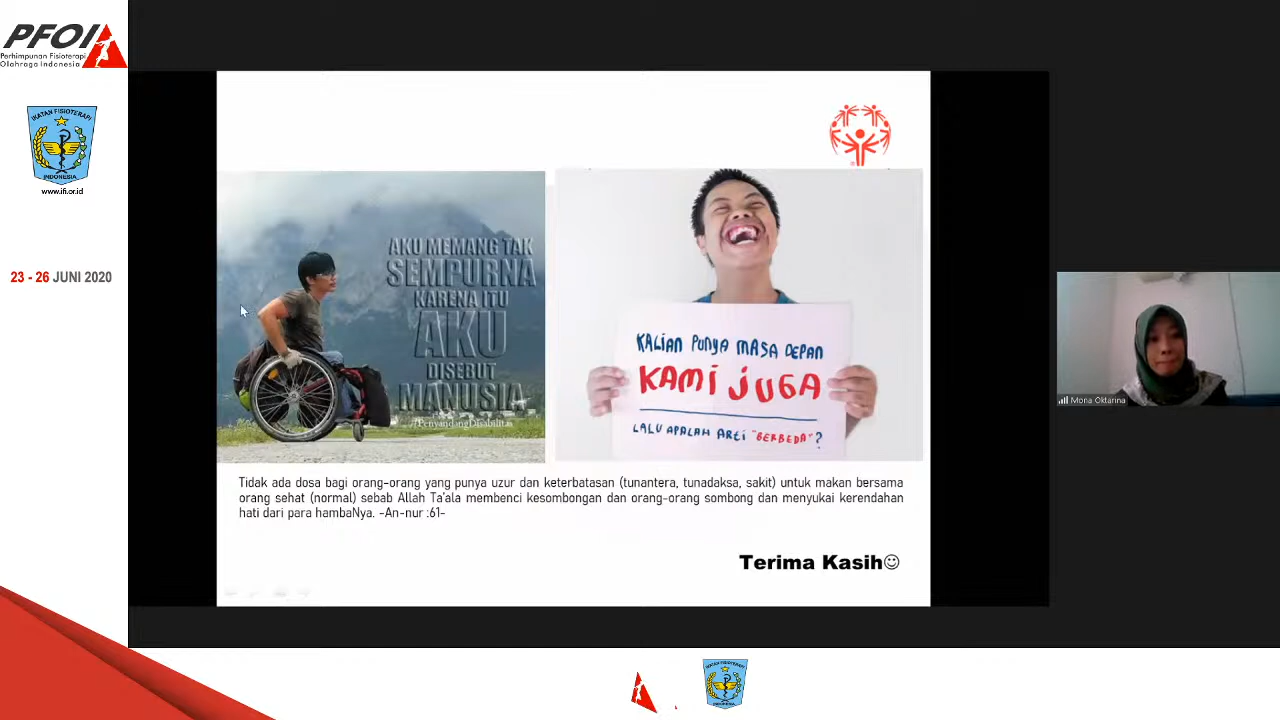 PFOI
Perhimpunan Fisioterapi
Olahraga Indonesia
IKATAN FISIOTERAPI
INDONESIA
www.ifi.or.id
23 - 26 JUNI 2020
AKU MEMANG TAK
SEMPURNA
KARENA ITU
AKU
DISEBUT
MANUSIA
#PenyandangDisabilitas
KALIAN PUNYA MASA DEPAN
KAMI JUGA
LALU APALAH ARTI "BERBEDA"?
Tidak ada dosa bagi orang-orang yang punya uzur dan keterbatasan (tunantera, tunadaksa, sakit) untuk makan bersama
orang sehat (normal) sebab Allah Ta'ala membenci kesombongan dan orang-orang sombong dan menyukai kerendahan
hati dari para hambaNya. -An-nur :61-
Terima Kasih☺
Mona Oktarina
IKATAN FISIOTERAPI
INDONESIA